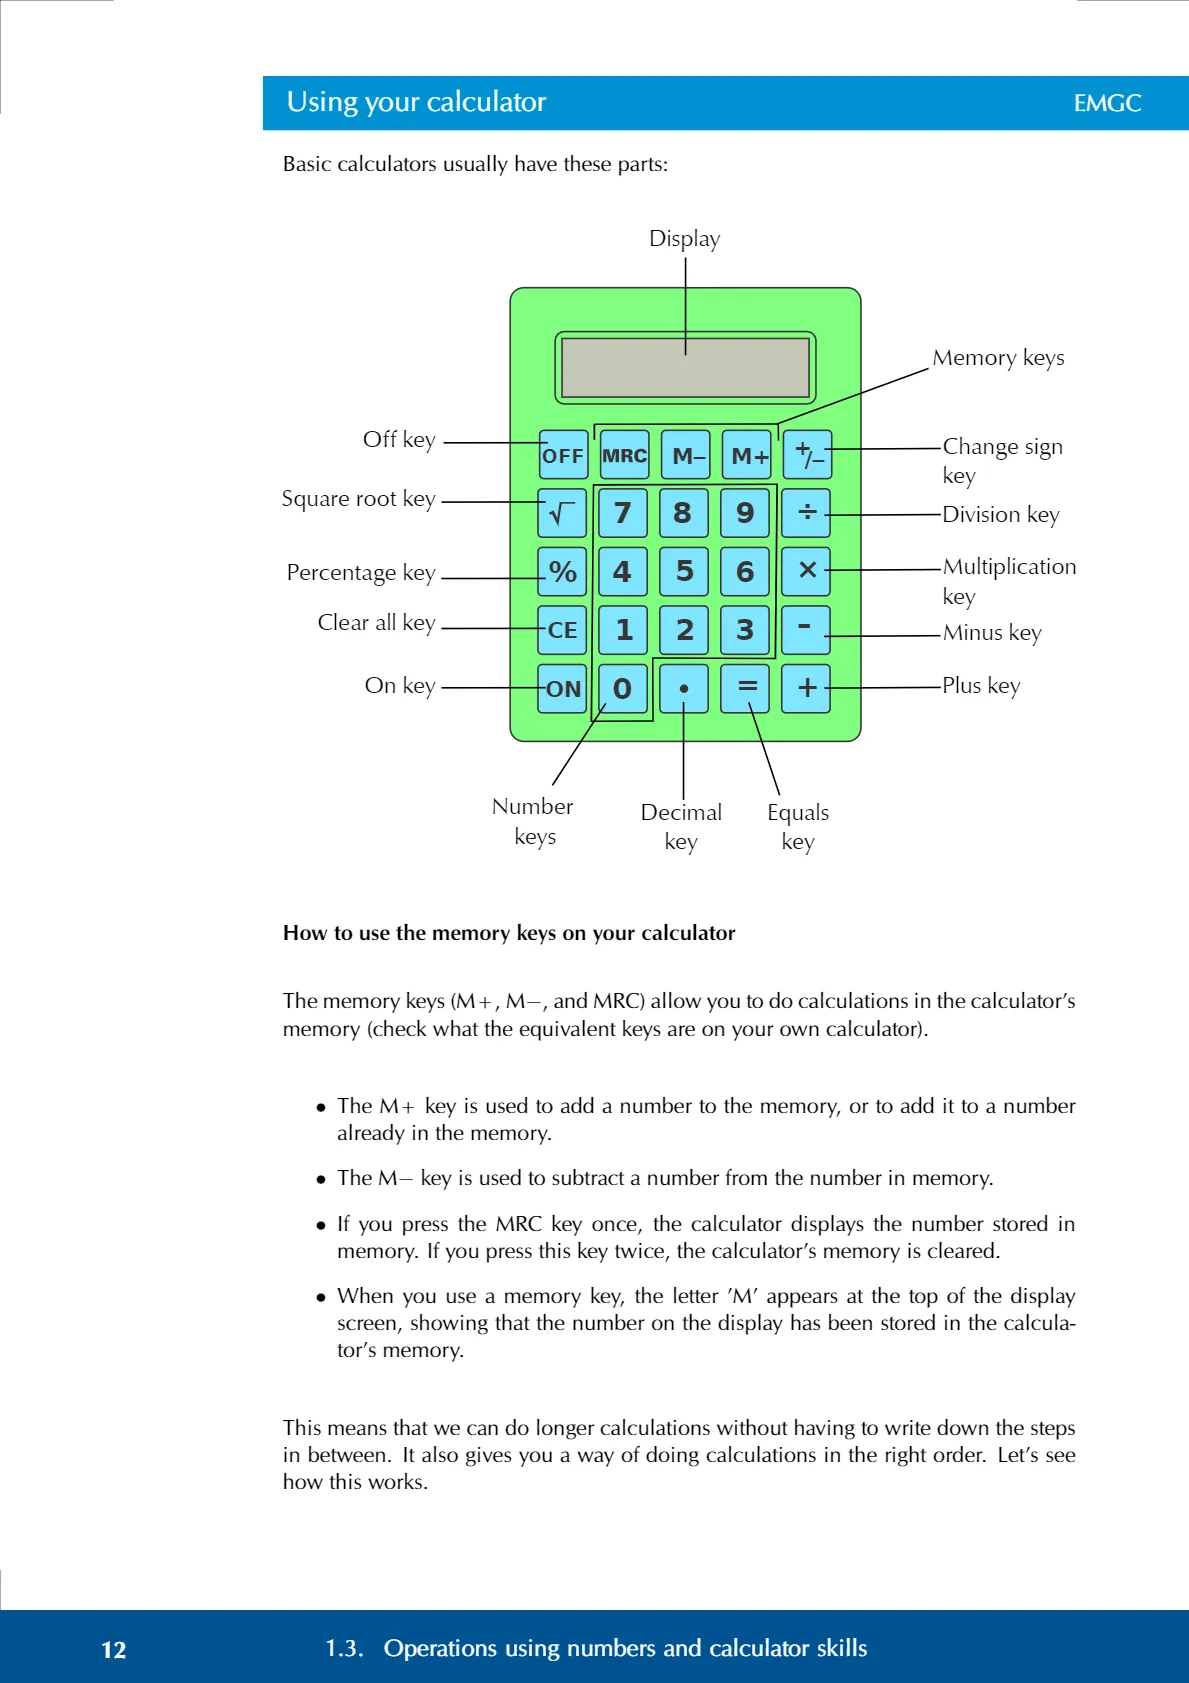 Using your calculator EMGC
Basic calculators usually have these parts:
Display
Memory keys
Off key
Change sign
key
Square root key
Division key
Percentage key
Multiplication
key
Clear all key
Minus key
On key
Plus key
OFF MRC M− M+ +/−
√ 7 8 9 ÷
% 4 5 6 ×
CE 1 2 3 -
ON 0 • = +
Number
keys
Decimal
key
Equals
key
How to use the memory keys on your calculator
The memory keys (M+, M−, and MRC) allow you to do calculations in the calculator’s
memory (check what the equivalent keys are on your own calculator).
• The M+ key is used to add a number to the memory, or to add it to a number
already in the memory.
• The M− key is used to subtract a number from the number in memory.
• If you press the MRC key once, the calculator displays the number stored in
memory. If you press this key twice, the calculator’s memory is cleared.
• When you use a memory key, the letter ’M’ appears at the top of the display
screen, showing that the number on the display has been stored in the calcula-
tor’s memory.
This means that we can do longer calculations without having to write down the steps
in between. It also gives you a way of doing calculations in the right order. Let’s see
how this works.
12 1.3. Operations using numbers and calculator skills